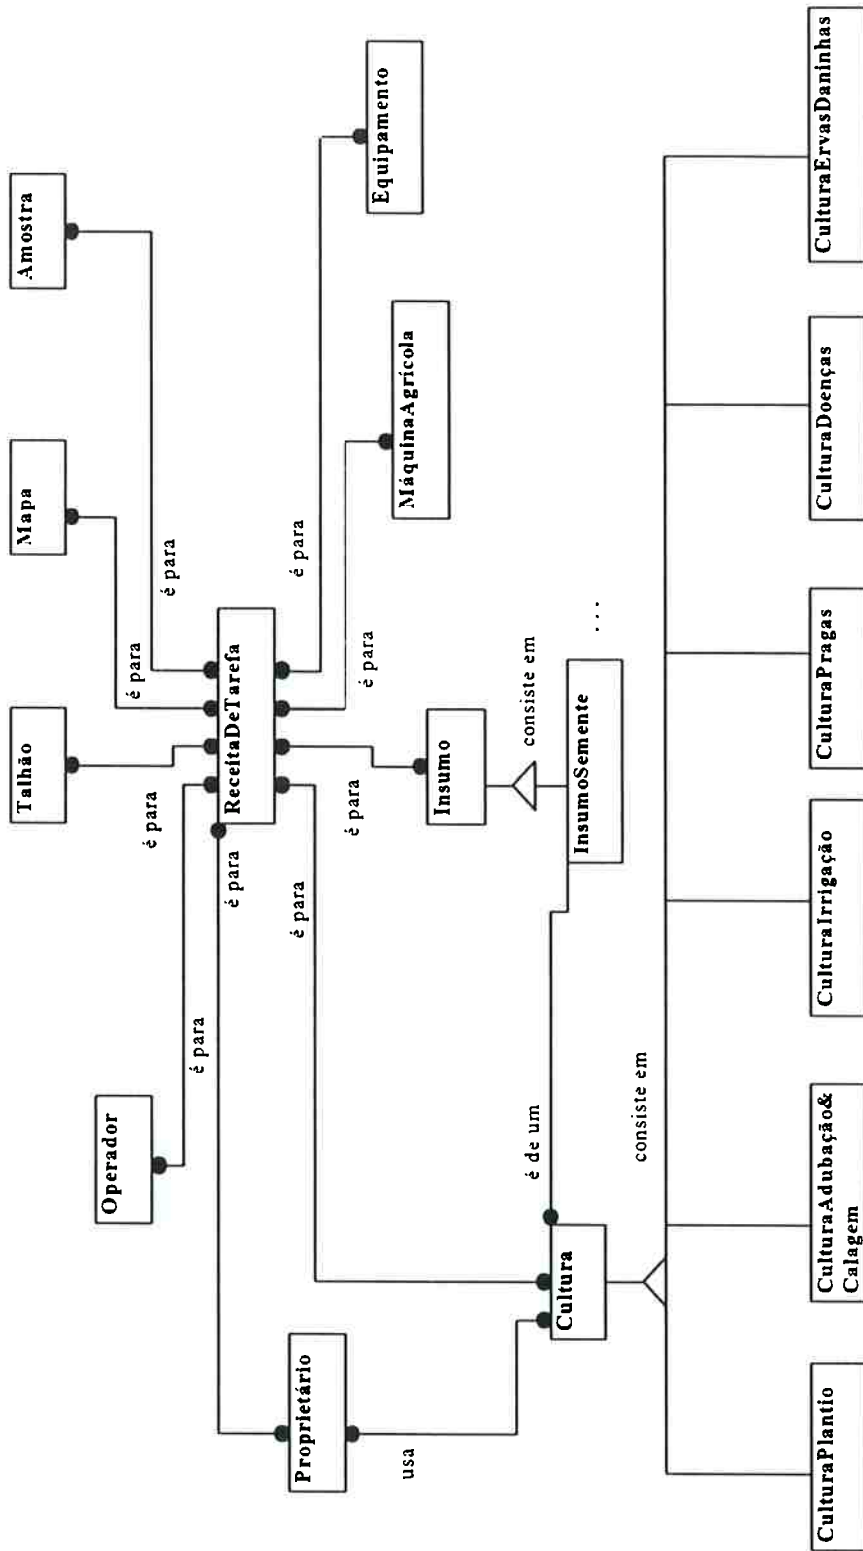 Talhão
Mapa
Amostra
Operador
é para
é para
é para
é para
é para
ReceitaDeTarefa
é para
Proprietário
é para
é para
é para
é para
Equipamento
MáquinaAgrícola
Insumo
usa
consiste em
InsumoSemente
. . .
é de um
Cultura
consiste em
CulturaPlantio
CulturaAdubação&
Calagem
CulturaIrrigação
CulturaPragas
CulturaDoenças
CulturaErvasDaninhas